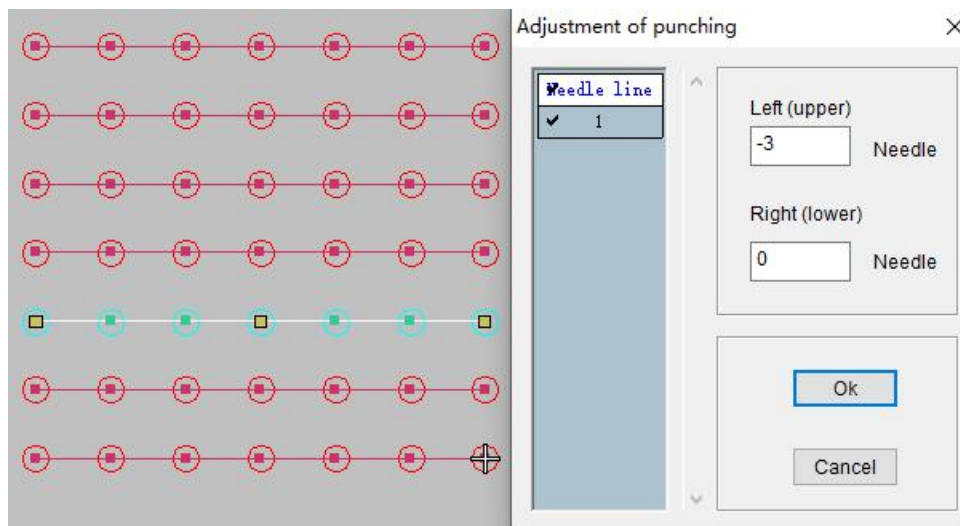 Adjustment of punching
Needle line
1
Left (upper)
-3
Needle
Right (lower)
0
Needle
Ok
Cancel